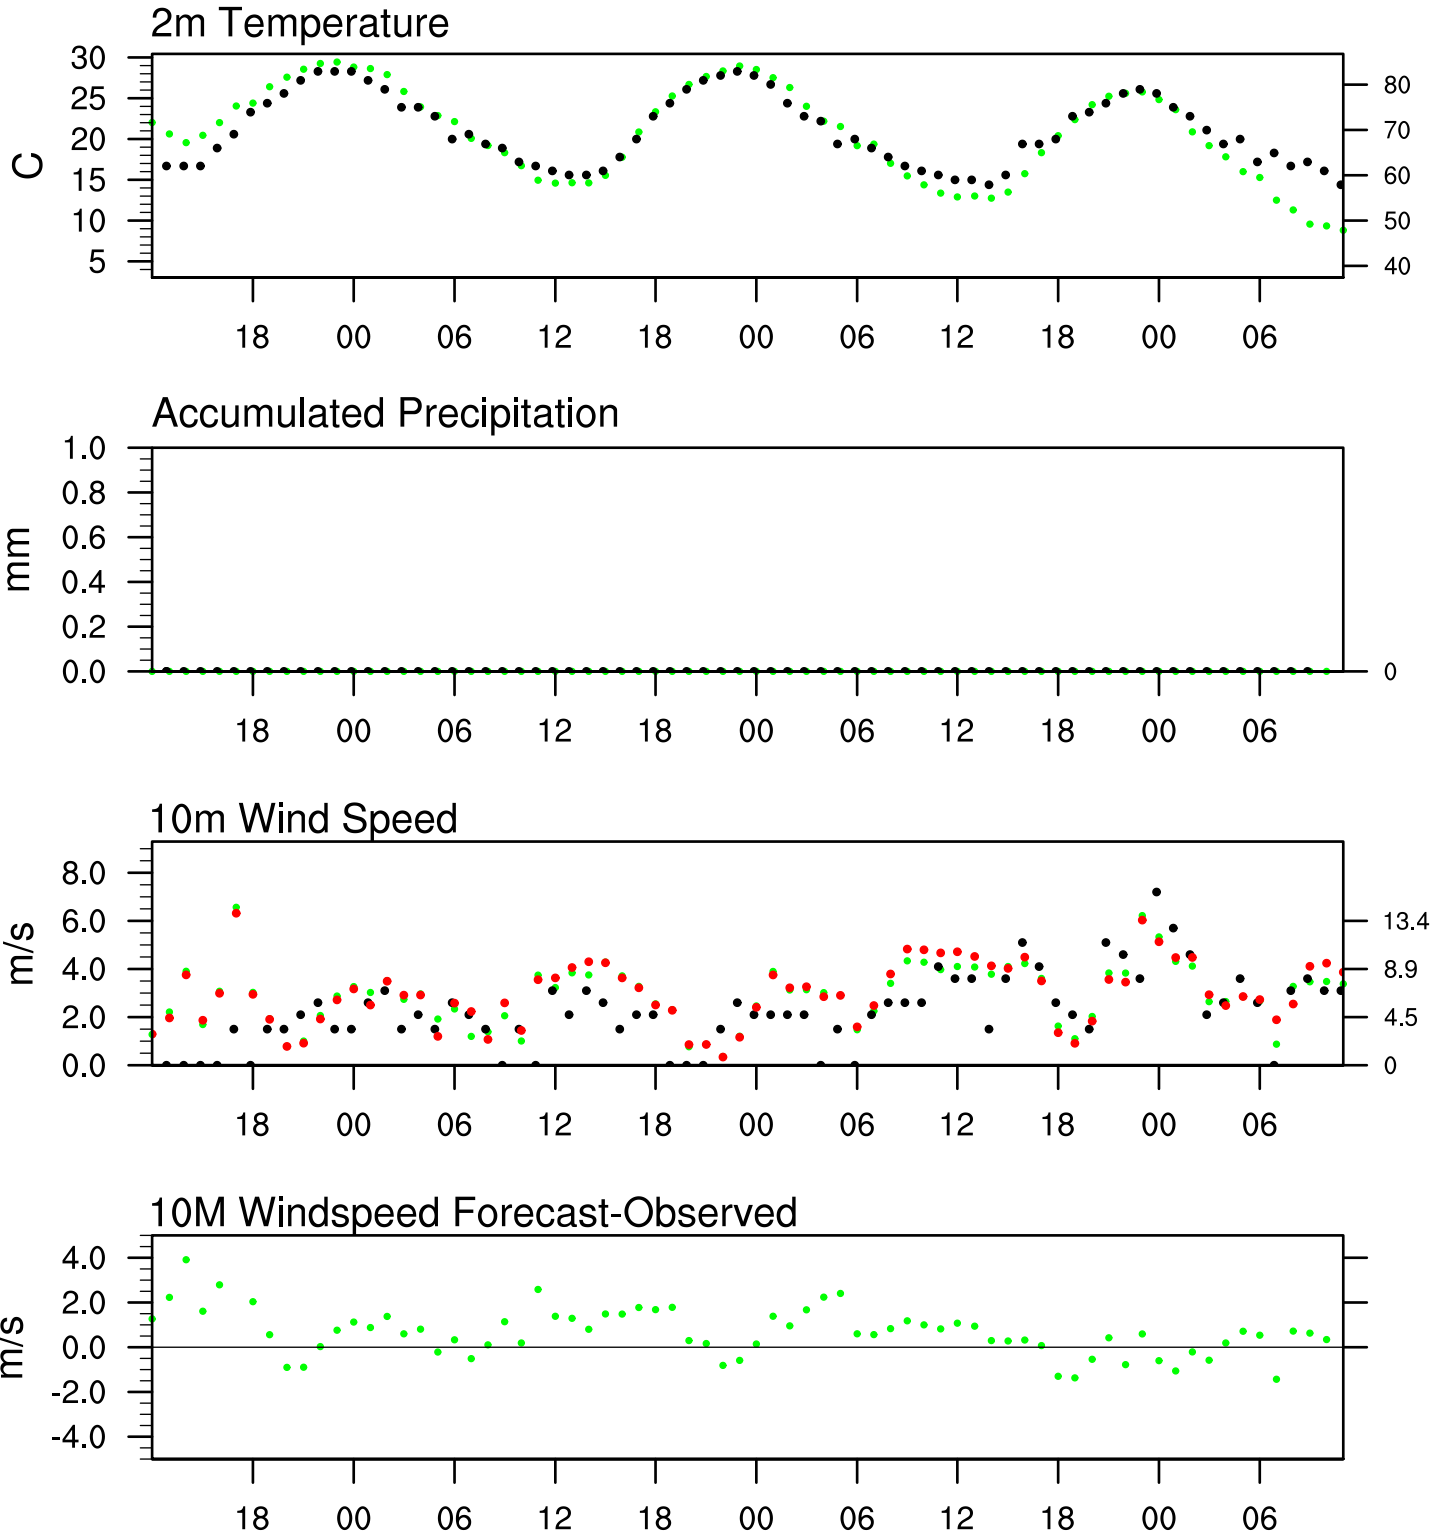 2m Temperature
30
25
20
15
10
5
C
80
70
60
50
40
18 00 06 12 18 00 06 12 18 00 06
Accumulated Precipitation
1.0
0.8
0.6
0.4
0.2
0.0
mm
0
18 00 06 12 18 00 06 12 18 00 06
10m Wind Speed
8.0
6.0
4.0
2.0
0.0
m/s
13.4
8.9
4.5
0
18 00 06 12 18 00 06 12 18 00 06
10M Windspeed Forecast-Observed
4.0
2.0
0.0
-2.0
-4.0
m/s
18 00 06 12 18 00 06 12 18 00 06